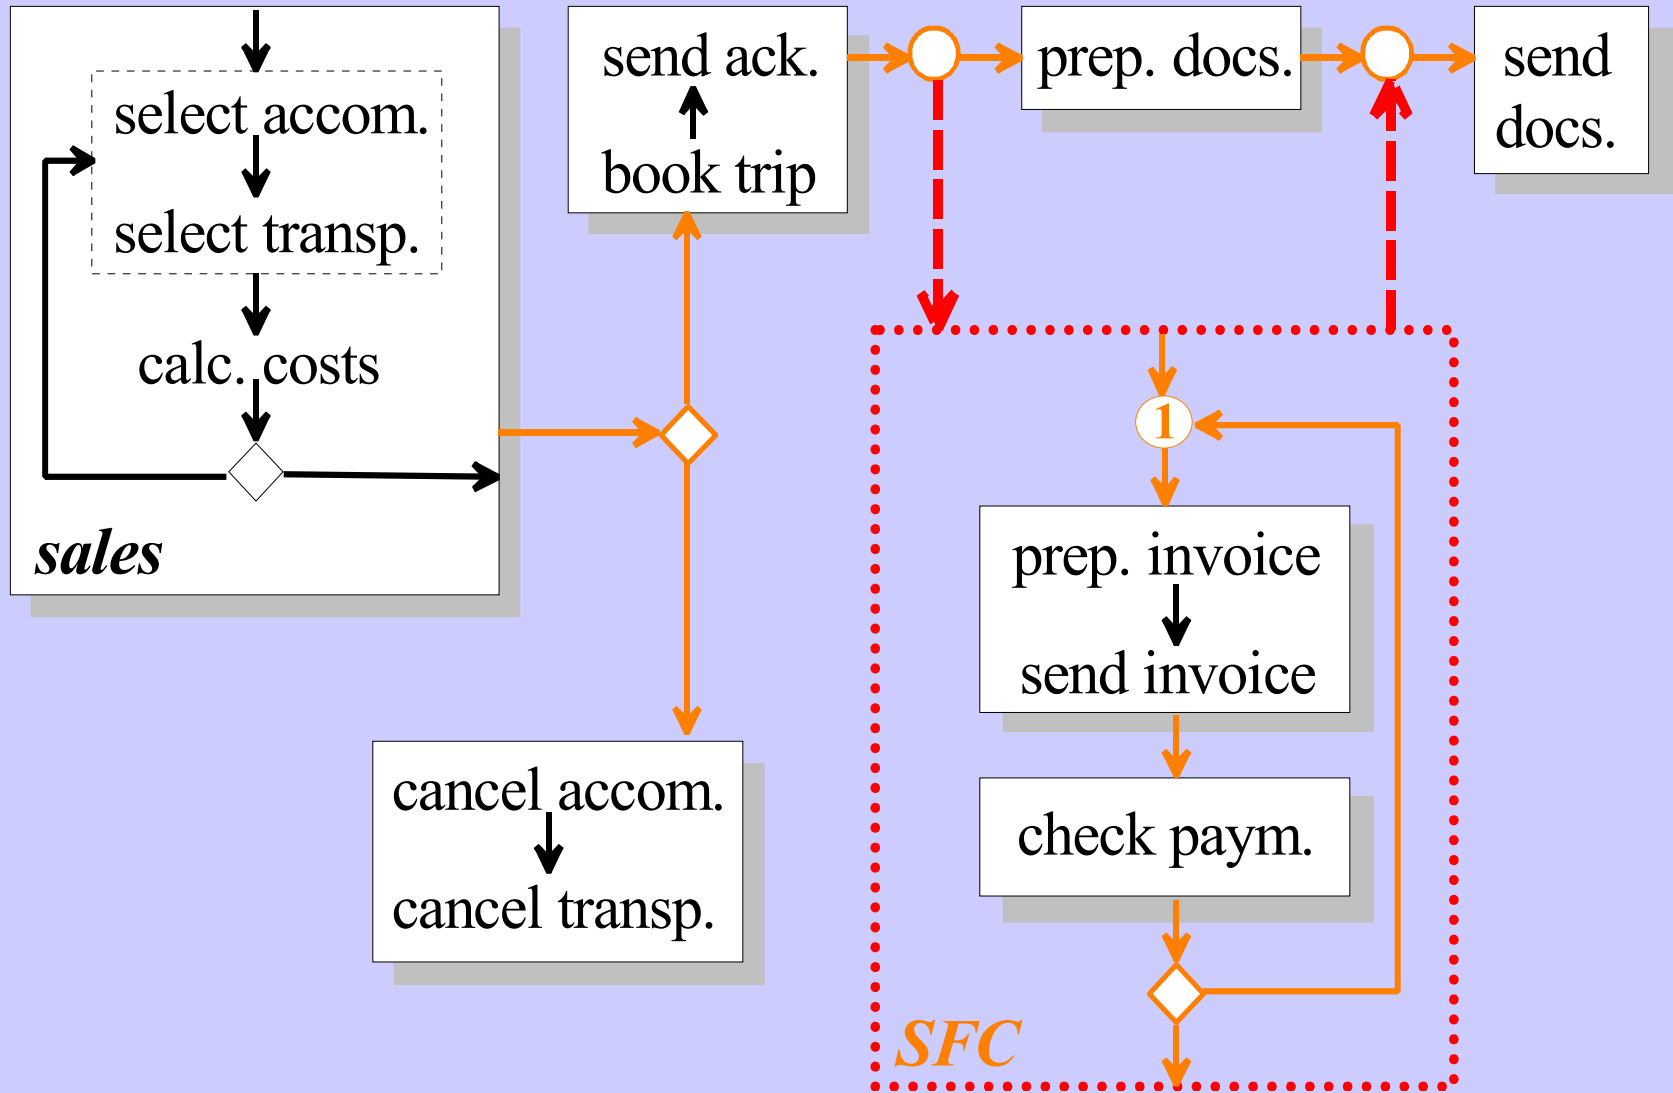 select accom.
select transp.
calc. costs
sales
send ack.
book trip
prep. docs.
send
docs.
cancel accom.
cancel transp.
1
prep. invoice
send invoice
check paym.
SFC